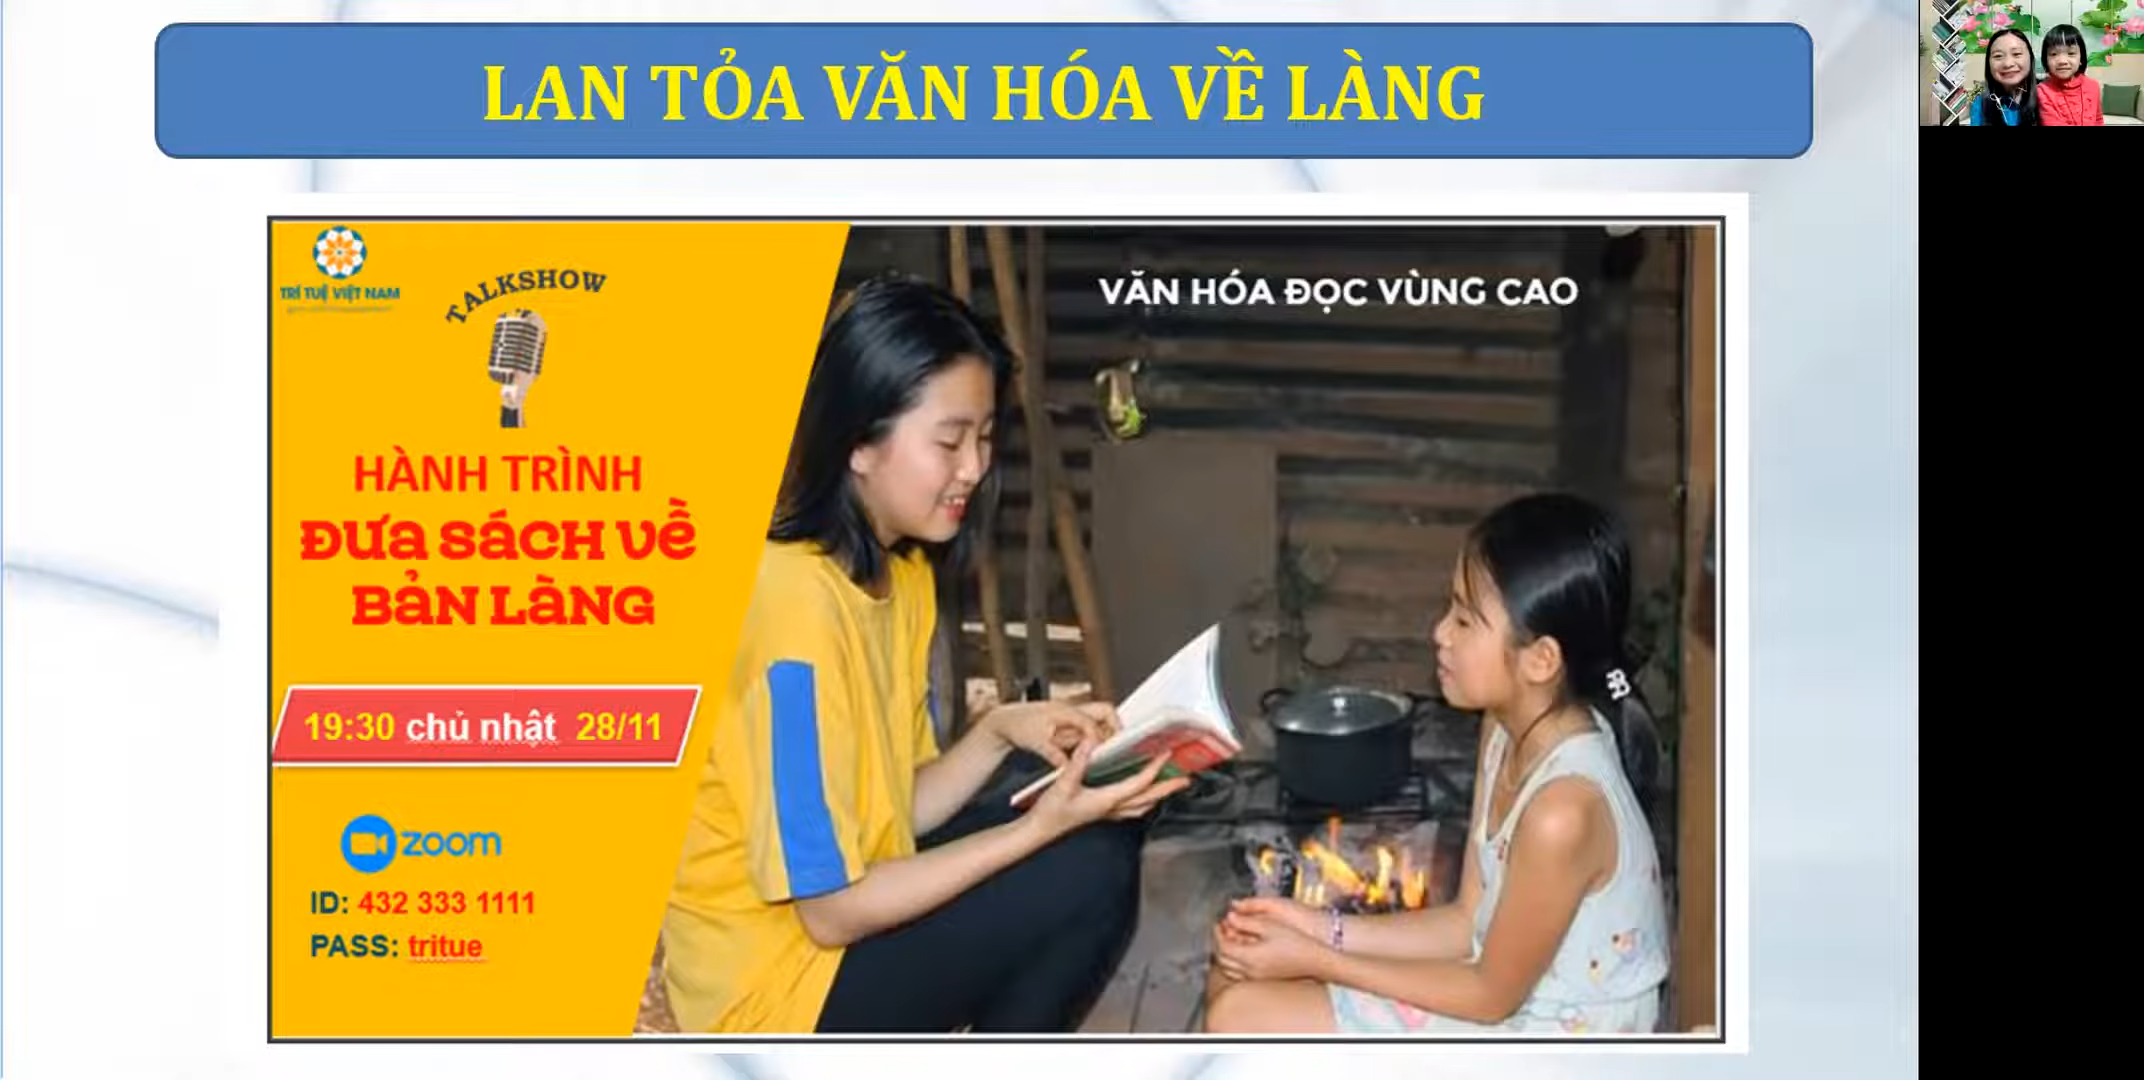 LAN TỎA VĂN HÓA VỀ LÀNG
TRÍ TUỆ VIỆT NAM
TALKSHOW
VĂN HÓA ĐỌC VÙNG CAO
HÀNH TRÌNH
ĐƯa sácH về
Bản Làng
19:30 chủ nhật 28/11
zoom
ID: 432 333 1111
PASS: tritue